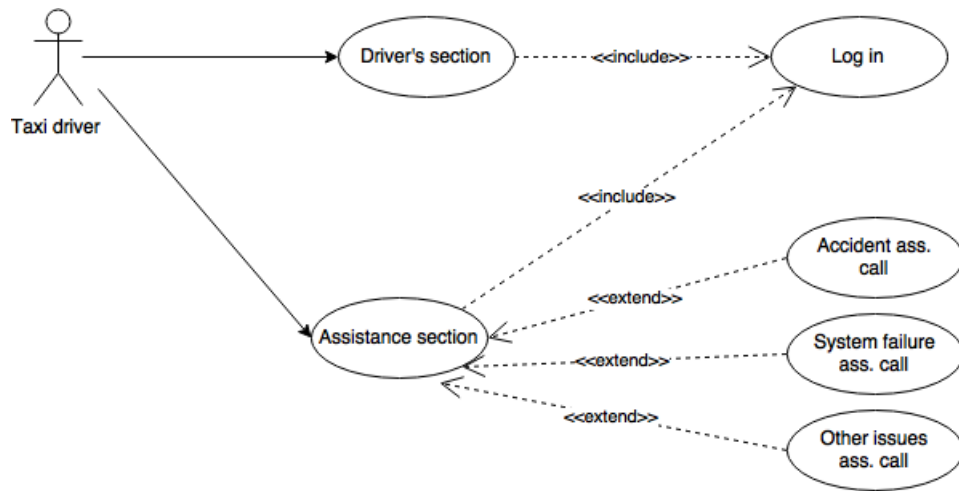 Driver's section
<<include>>
Log in
Taxi driver
<<include>>
Accident ass.
call
<<extend>>
Assistance section
System failure
ass. call
<<extend>>
<<extend>>
Other issues
ass. call